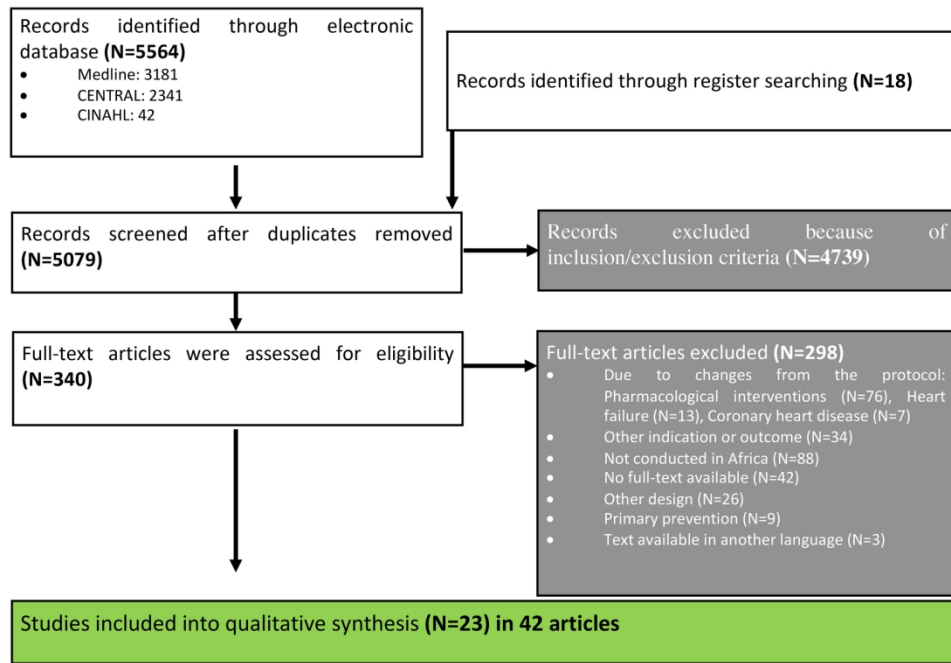 Records identified through electronic
database (N=5564)
• Medline: 3181
• CENTRAL: 2341
• CINAHL: 42
Records identified through register searching (N=18)
Records screened after duplicates removed
(N=5079)
Records excluded because of
inclusion/exclusion criteria (N=4739)
Full-text articles were assessed for eligibility
(N=340)
Full-text articles excluded (N=298)
• Due to changes from the protocol:
Pharmacological interventions (N=76), Heart
failure (N=13), Coronary heart disease (N=7)
• Other indication or outcome (N=34)
• Not conducted in Africa (N=88)
• No full-text available (N=42)
• Other design (N=26)
• Primary prevention (N=9)
• Text available in another language (N=3)
Studies included into qualitative synthesis (N=23) in 42 articles